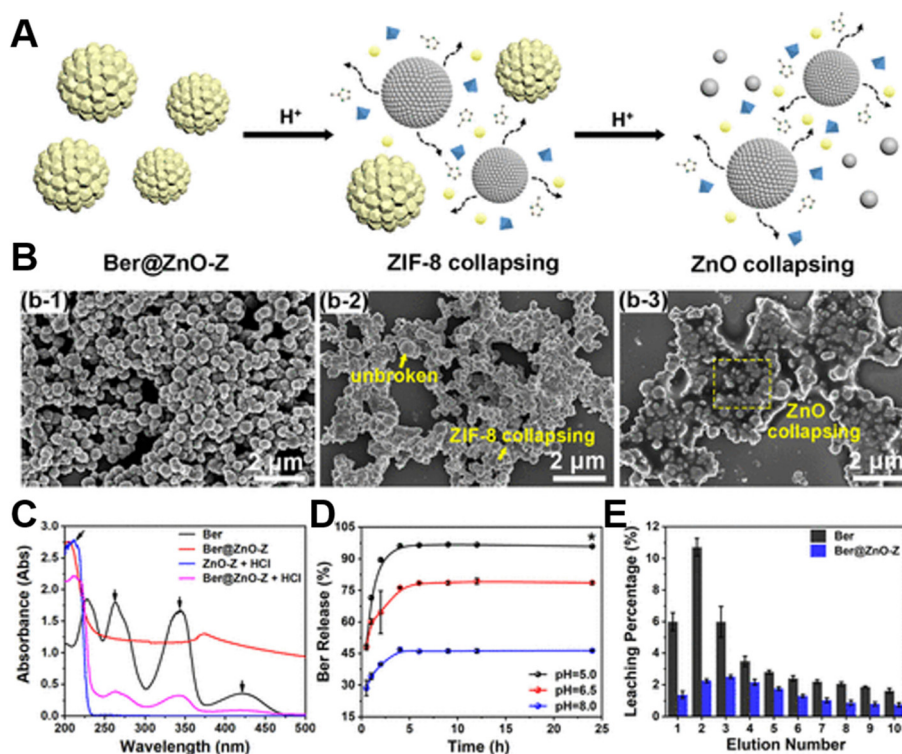 A
H⁺
H⁺
Ber@ZnO-Z
ZIF-8 collapsing
ZnO collapsing
B
(b-1)
2 μm
(b-2)
unbroken
ZIF-8 collapsing
2 μm
(b-3)
ZnO
collapsing
2 μm
C
Absorbance (Abs)
3.0
2.5
2.0
1.5
1.0
0.5
0.0
Ber
Ber@ZnO-Z
ZnO-Z + HCl
Ber@ZnO-Z + HCl
200 250 300 350 400 450 500
Wavelength (nm)
D
Ber Release (%)
105
90
75
60
45
30
15
*
pH=5.0
pH=6.5
pH=8.0
0 5 10 15 20 25
Time (h)
E
Leaching Percentage (%)
12
10
8
6
4
2
0
Ber
Ber@ZnO-Z
1 2 3 4 5 6 7 8 9 10
Elution Number